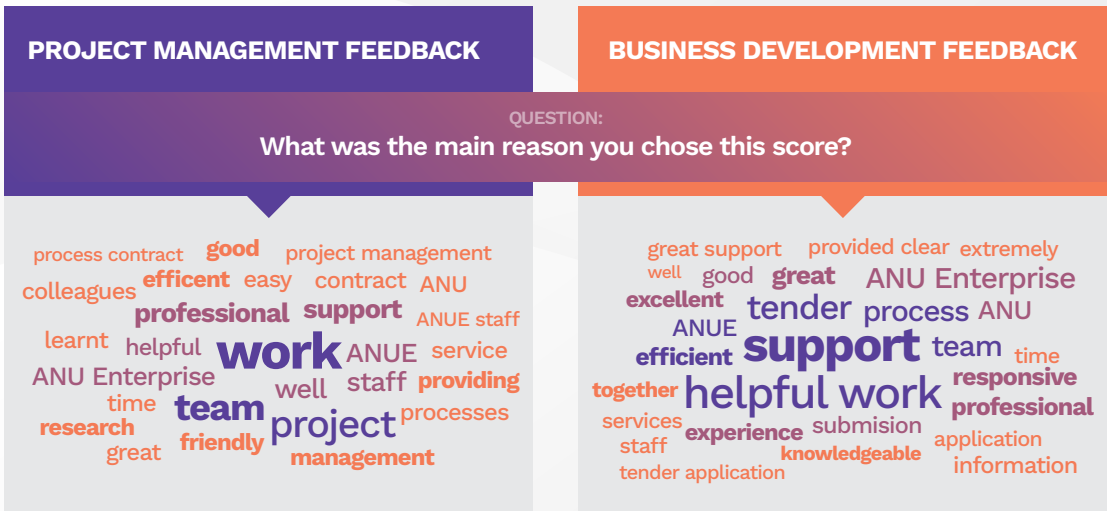 PROJECT MANAGEMENT FEEDBACK
BUSINESS DEVELOPMENT FEEDBACK
QUESTION:
What was the main reason you chose this score?
process contract good project management
colleagues efficent easy contract ANU
professional support ANUE staff
learnt helpful work ANUE service
ANU Enterprise well staff providing
time team project processes
research friendly
great management
great support provided clear extremely
well good great ANU Enterprise
excellent tender process ANU
ANUE
efficient support team time
together helpful work responsive
professional
services experience submision
staff knowledgeable application
tender application information